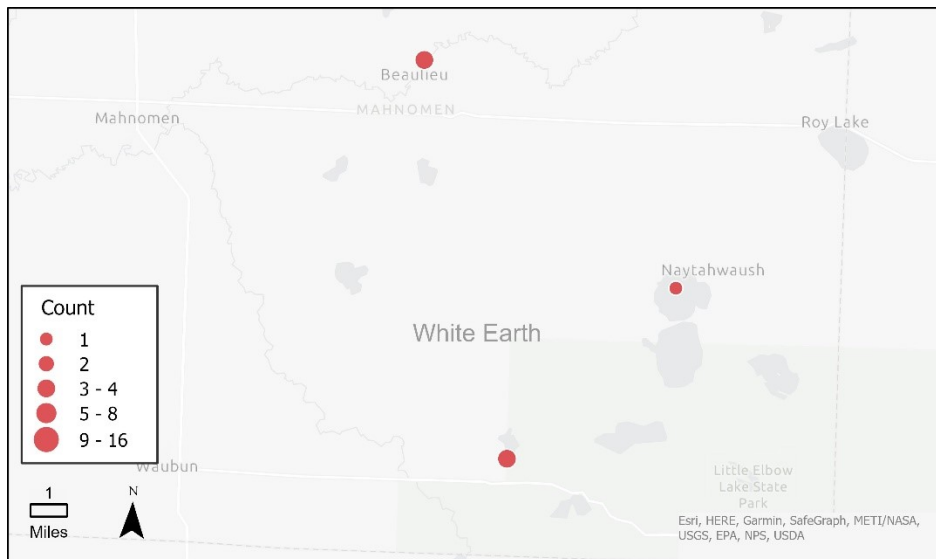 Beaulieu
MAHNOMEN
Mahnomen
Roy Lake
Naytahwaush
White Earth
Count
1
2
3 - 4
5 - 8
9 - 16
Waubun
Little Elbow
Lake State
Park
1
Miles
N
Esri, HERE, Garmin, SafeGraph, METI/NASA,
USGS, EPA, NPS, USDA